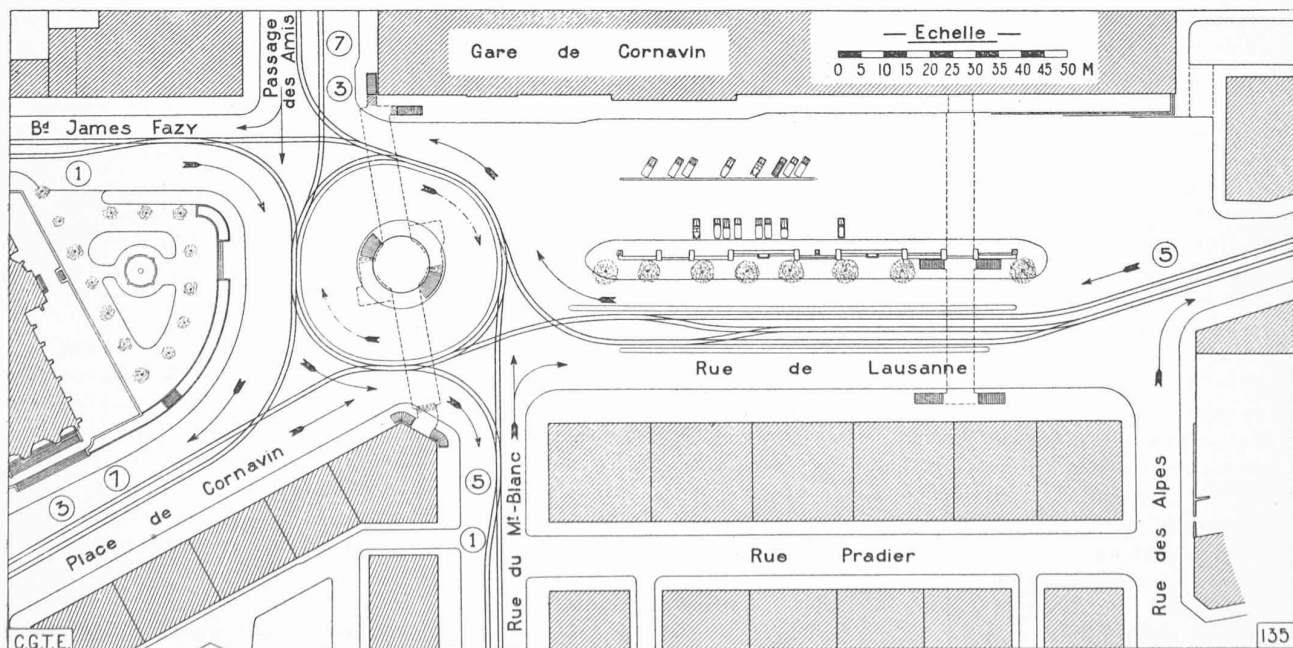 Passage
des Amis
7
3
Gare de Cornavin
Echelle
0 5 10 15 20 25 30 35 40 45 50 M
Bd James Fazy
1
5
Rue de Lausanne
Place de Cornavin
3
7
5
1
Rue du Mt-Blanc
Rue Pradier
Rue des Alpes
C.G.T.E.
135